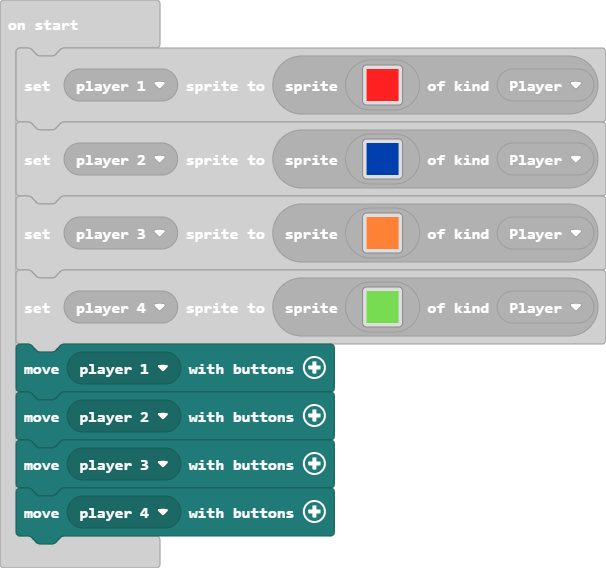 on start
set player 1 sprite to sprite of kind Player
set player 2 sprite to sprite of kind Player
set player 3 sprite to sprite of kind Player
set player 4 sprite to sprite of kind Player
move player 1 with buttons
move player 2 with buttons
move player 3 with buttons
move player 4 with buttons